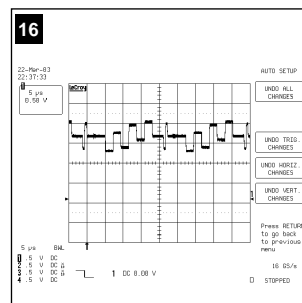 16
22-Mar-03
22:37:33
1
5 µs
0.50 V
LeCroy
AUTO SETUP
UNDO ALL
CHANGES
UNDO TRIG.
CHANGES
UNDO HORIZ.
CHANGES
UNDO VERT.
CHANGES
Press RETURN
to go back
to previous
menu
5 µs BWL
1 .5 V DC
2 .5 V DC
3 .5 V DC
4 .5 V DC
1 DC 0.00 V
16 GS/s
STOPPED